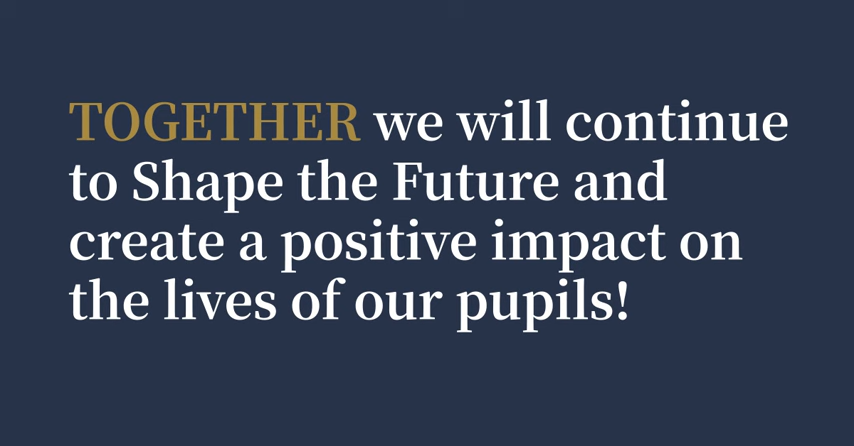 TOGETHER we will continue
to Shape the Future and
create a positive impact on
the lives of our pupils!